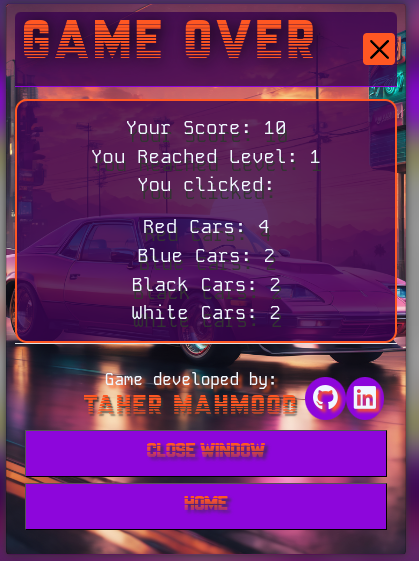 GAME OVER
Your Score: 10
You Reached Level: 1
You clicked:
Red Cars: 4
Blue Cars: 2
Black Cars: 2
White Cars: 2
Game developed by:
TAHER MAHMOOD
in
CLOSE WINDOW
HOME